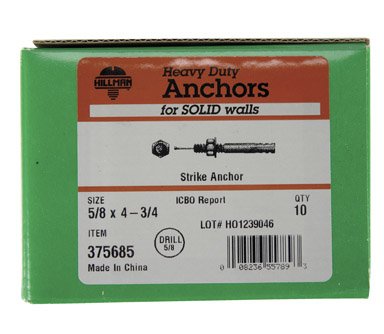 HILLMAN
Heavy Duty
Anchors
for SOLID walls
Strike Anchor
SIZE ICBO Report QTY
5/8 x 4-3/4 10
LOT# HO1239046
ITEM
375685
DRILL
5/8
Made In China
0 08236 55789 3